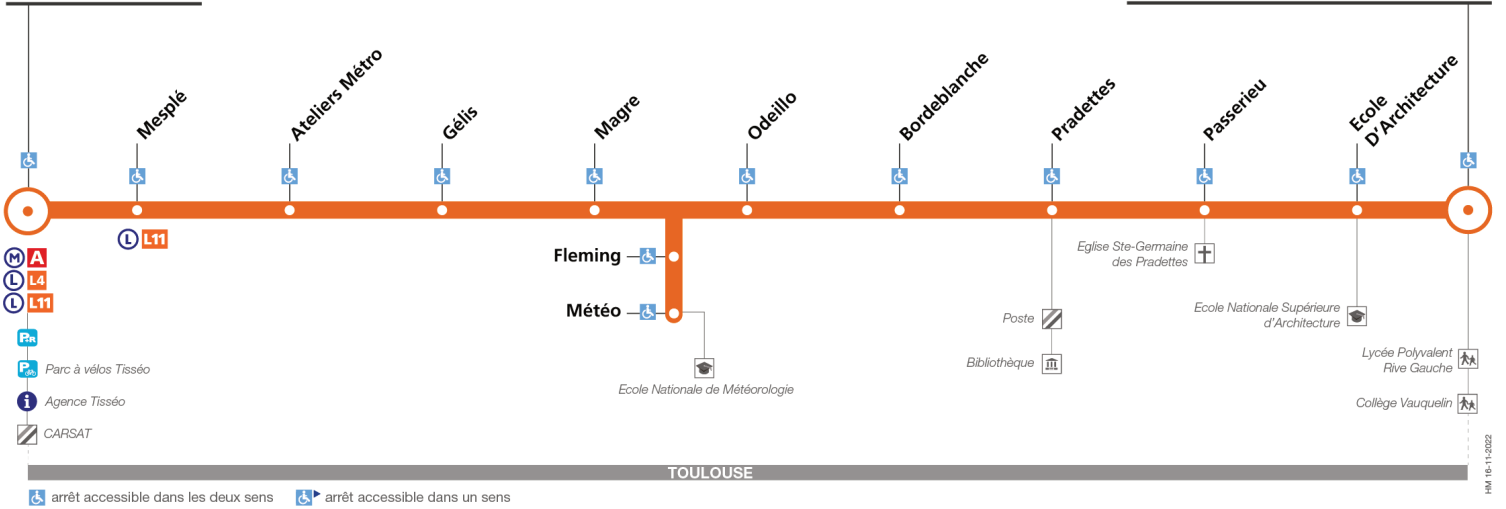 Mesplé
Ateliers Métro
Gélis
Magre
Odeillo
Bordeblanche
Pradettes
Passerieu
Ecole
D'Architecture
L L11
M A
L L4
L L11
P+R
P
Parc à vélos Tisséo
i
Agence Tisséo
CARSAT
Fleming
Météo
Ecole Nationale de Météorologie
Eglise Ste-Germaine
des Pradettes
Poste
Bibliothèque
Ecole Nationale Supérieure
d'Architecture
Lycée Polyvalent
Rive Gauche
Collège Vauquelin
TOULOUSE
arrêt accessible dans les deux sens
arrêt accessible dans un sens
HM 16-11-2022